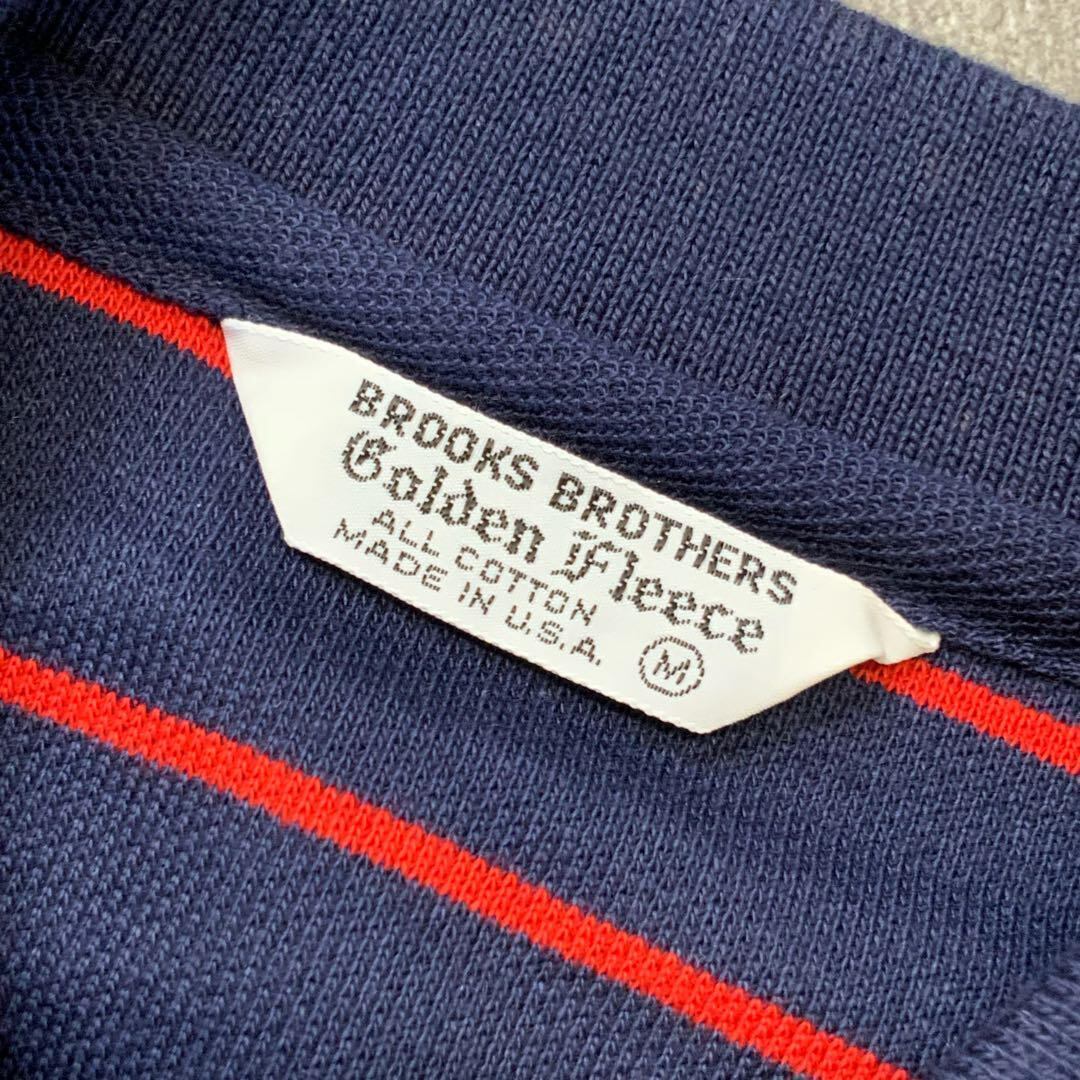 BROOKS BROTHERS
Golden Fleece
ALL COTTON
MADE IN U.S.A. M